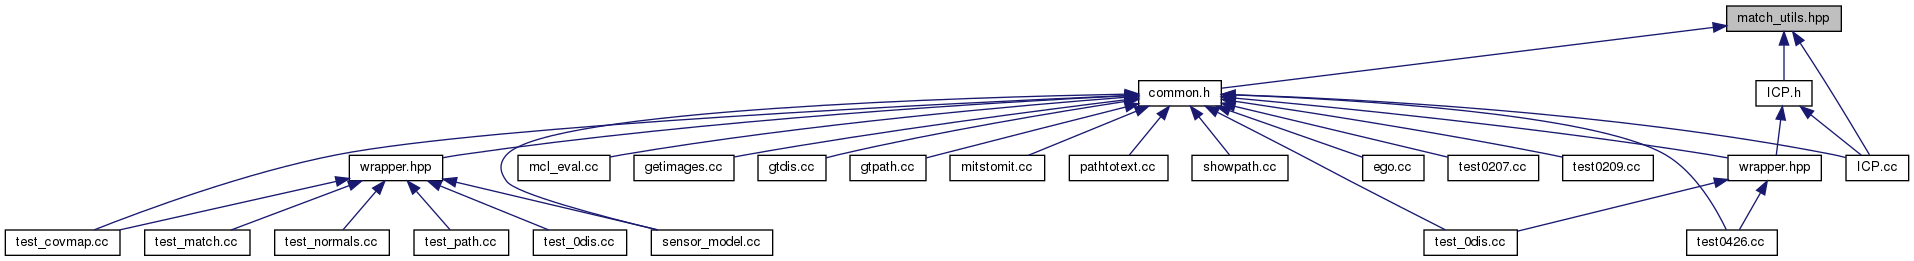 match_utils.hpp
common.h
ICP.h
wrapper.hpp
mcl_eval.cc
getimages.cc
gtdis.cc
gtpath.cc
mitstomit.cc
pathtotext.cc
showpath.cc
ego.cc
test0207.cc
test0209.cc
wrapper.hpp
ICP.cc
test_covmap.cc
test_match.cc
test_normals.cc
test_path.cc
test_0dis.cc
sensor_model.cc
test_0dis.cc
test0426.cc